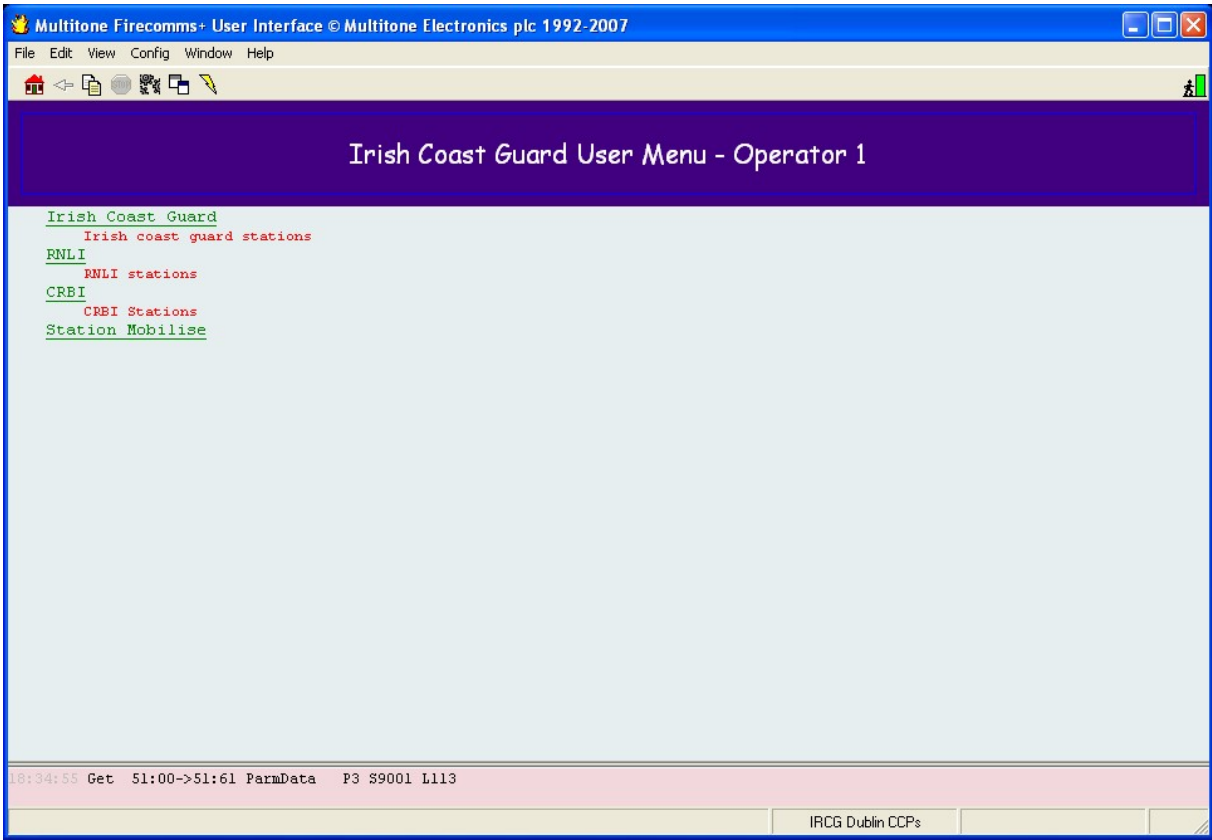 Multitone Firecomms+ User Interface © Multitone Electronics plc 1992-2007
File Edit View Config Window Help
Irish Coast Guard User Menu - Operator 1
Irish Coast Guard
Irish coast guard stations
RNLI
RNLI stations
CRBI
CRBI Stations
Station Mobilise
18:34:55 Get 51:00->51:61 ParmData P3 S9001 L113
IRCG Dublin CCPs